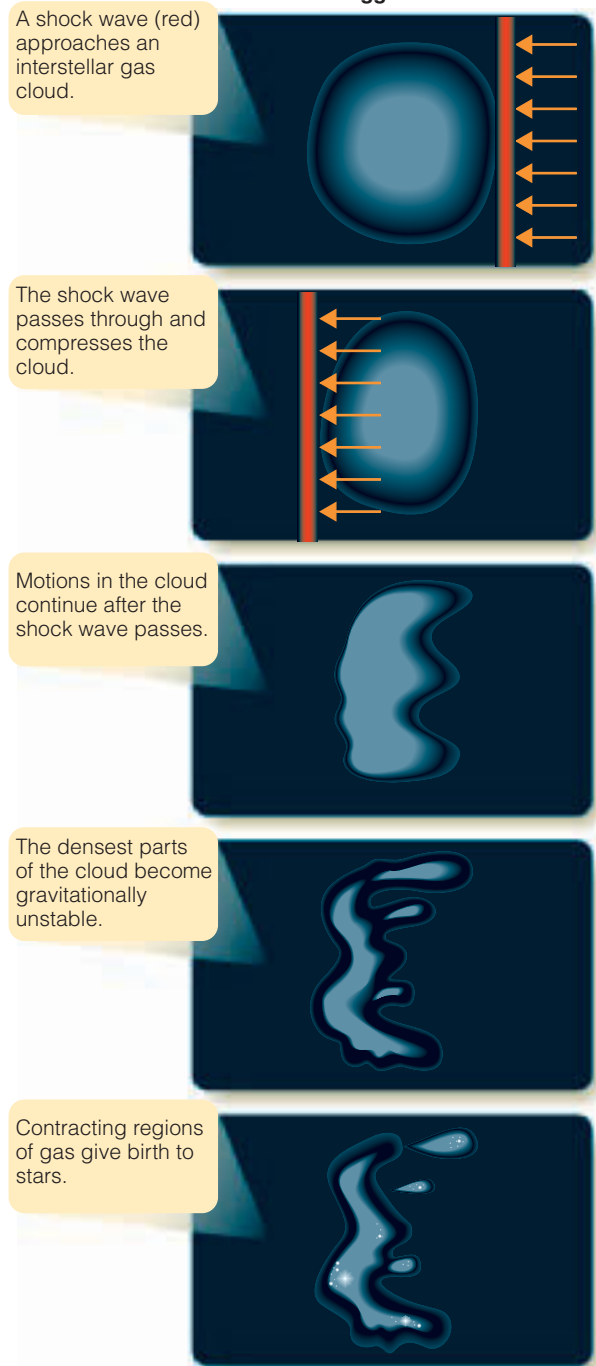 A shock wave (red)
approaches an
interstellar gas
cloud.
The shock wave
passes through and
compresses the
cloud.
Motions in the cloud
continue after the
shock wave passes.
The densest parts
of the cloud become
gravitationally
unstable.
Contracting regions
of gas give birth to
stars.